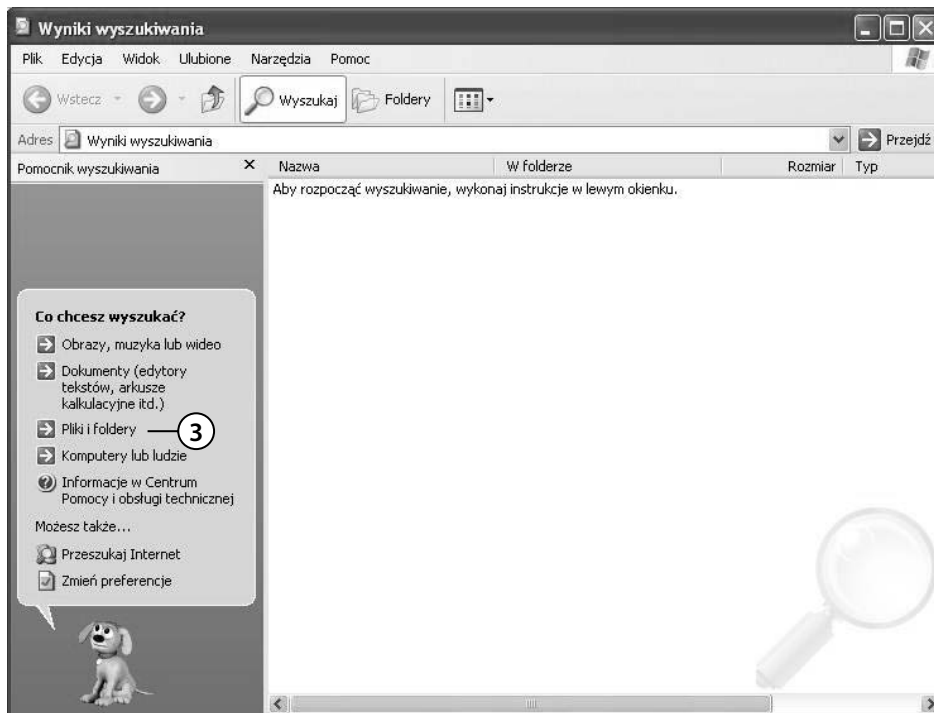 Wyniki wyszukiwania
Plik Edycja Widok Ulubione Narzędzia Pomoc
Wstecz Wyszukaj Foldery
Adres Wyniki wyszukiwania Przejdź
Pomocnik wyszukiwania Nazwa W folderze Rozmiar Typ
Aby rozpocząć wyszukiwanie, wykonaj instrukcje w lewym okienku.
Co chcesz wyszukać?
Obrazy, muzyka lub wideo
Dokumenty (edytory
tekstów, arkusze
kalkulacyjne itd.)
Pliki i foldery 3
Komputery lub ludzie
Informacje w Centrum
Pomocy i obsługi technicznej
Możesz także...
Przeszukaj Internet
Zmień preferencje